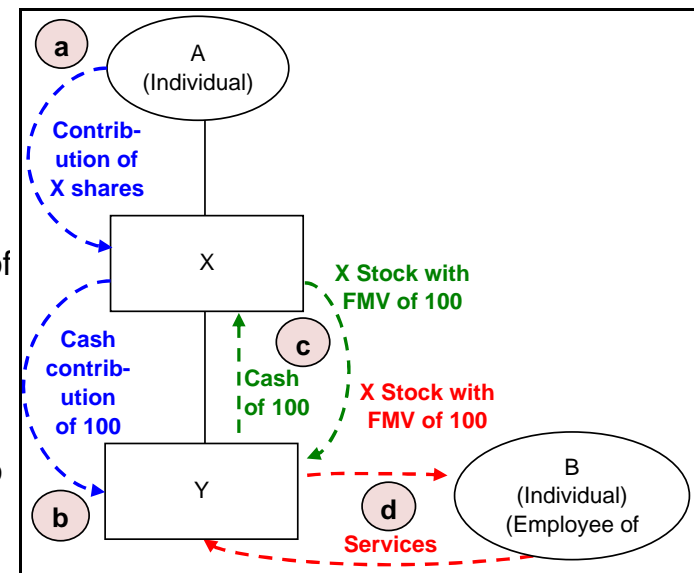 a
A
(Individual)
Contrib-
ution of
X shares
of
X
X Stock with
FMV of 100
Cash
contrib-
ution
of 100
c
Cash
of 100
X Stock with
FMV of 100
Y
b
d
B
(Individual)
(Employee of
Services